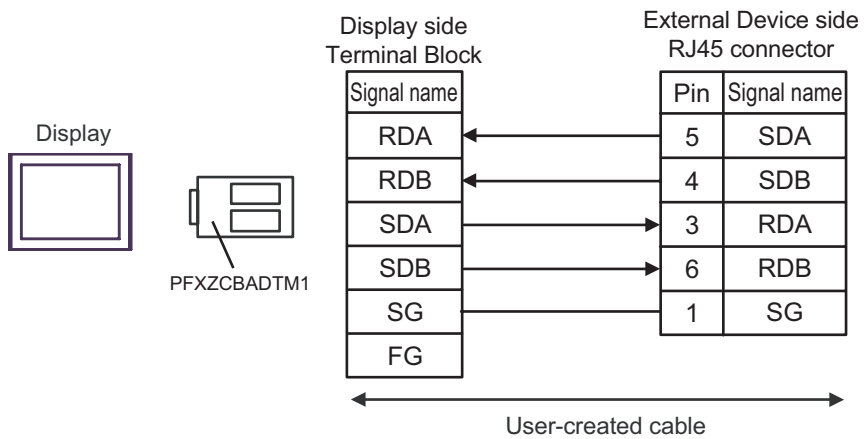 Display side
Terminal Block
External Device side
RJ45 connector
Signal name
Pin Signal name
Display
RDA 5 SDA
RDB 4 SDB
SDA 3 RDA
SDB 6 RDB
PFXZCBADTM1
SG 1 SG
FG
User-created cable